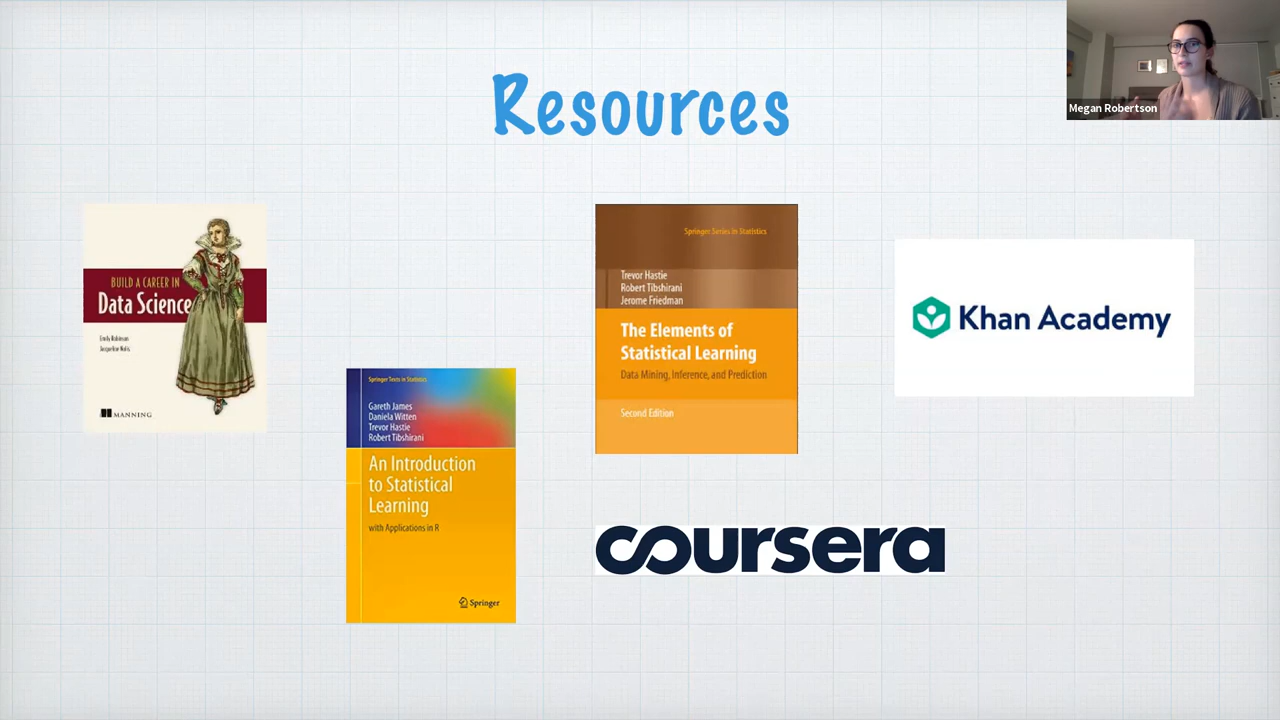 Resources
Megan Robertson
BUILD A CAREER IN
Data Science
Emily Robinson
Jacqueline Nolis
MANNING
Springer Texts in Statistics
Gareth James
Daniela Witten
Trevor Hastie
Robert Tibshirani
An Introduction
to Statistical
Learning
with Applications in R
Springer
Springer Series in Statistics
Trevor Hastie
Robert Tibshirani
Jerome Friedman
The Elements of
Statistical Learning
Data Mining, Inference, and Prediction
Second Edition
Khan Academy
coursera